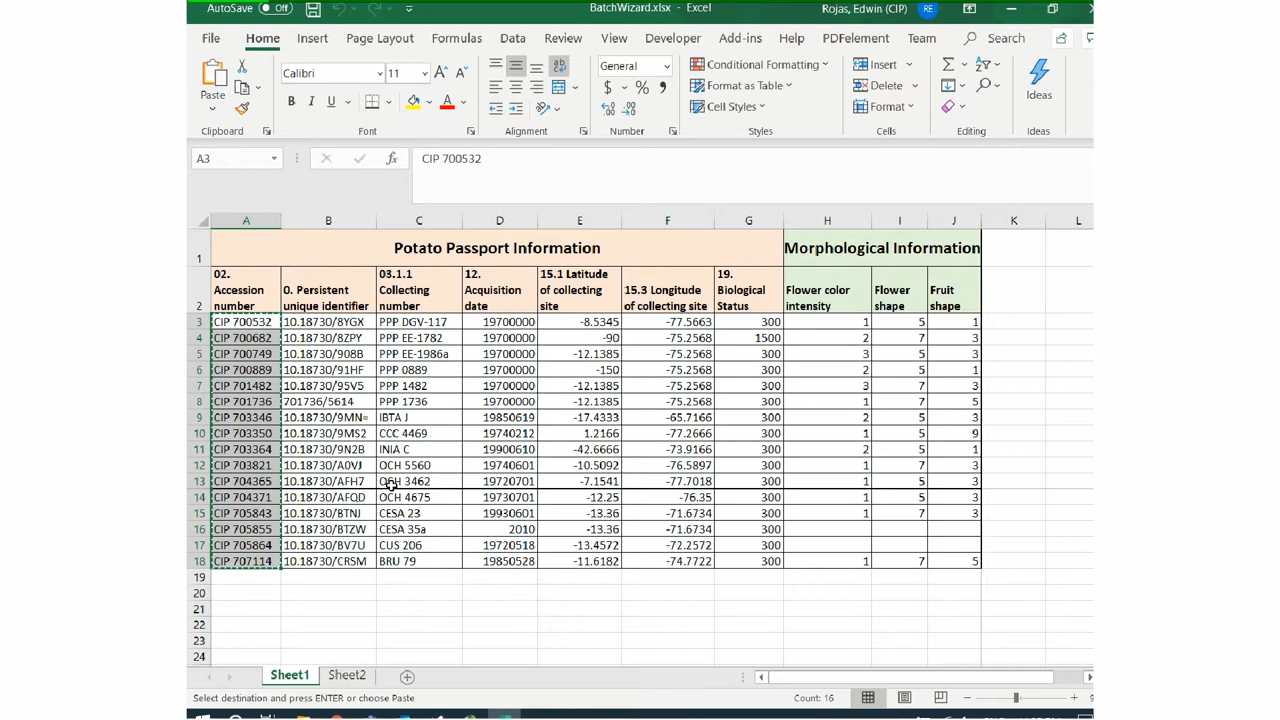 AutoSave Off BatchWizard.xlsx - Excel Rojas, Edwin (CIP) RE
File Home Insert Page Layout Formulas Data Review View Developer Add-ins Help PDFelement Team Search
Paste Calibri 11 A A General Conditional Formatting Insert Ideas
B I U A $ % , Format as Table Delete
Cell Styles Format
Clipboard Font Alignment Number Styles Cells Editing Ideas
A3 fx CIP 700532
A B C D E F G H I J K L
1 Potato Passport Information Morphological Information
2 02. Accession number 0. Persistent unique identifier 03.1.1 Collecting number 12. Acquisition date 15.1 Latitude of collecting site 15.3 Longitude of collecting site 19. Biological Status Flower color intensity Flower shape Fruit shape
3 CIP 700532 10.18730/8YGX PPP DGV-117 19700000 -8.5345 -77.5663 300 1 5 1
4 CIP 700682 10.18730/8ZPY PPP EE-1782 19700000 -90 -75.2568 1500 2 7 3
5 CIP 700749 10.18730/908B PPP EE-1986a 19700000 -12.1385 -75.2568 300 3 5 3
6 CIP 700889 10.18730/91HF PPP 0889 19700000 -150 -75.2568 300 2 5 1
7 CIP 701482 10.18730/95V5 PPP 1482 19700000 -12.1385 -75.2568 300 3 7 3
8 CIP 701736 701736/5614 PPP 1736 19700000 -12.1385 -75.2568 300 1 7 5
9 CIP 703346 10.18730/9MN= IBTA J 19850619 -17.4333 -65.7166 300 2 5 3
10 CIP 703350 10.18730/9MS2 CCC 4469 19740212 1.2166 -77.2666 300 1 5 9
11 CIP 703364 10.18730/9N2B INIA C 19900610 -42.6666 -73.9166 300 2 5 1
12 CIP 703821 10.18730/A0VJ OCH 5560 19740601 -10.5092 -76.5897 300 1 7 3
13 CIP 704365 10.18730/AFH7 OCH 3462 19720701 -7.1541 -77.7018 300 1 5 3
14 CIP 704371 10.18730/AFQD OCH 4675 19730701 -12.25 -76.35 300 1 5 3
15 CIP 705843 10.18730/BTNJ CESA 23 19930601 -13.36 -71.6734 300 1 7 3
16 CIP 705855 10.18730/BTZW CESA 35a 2010 -13.36 -71.6734 300
17 CIP 705864 10.18730/BV7U CUS 206 19720518 -13.4572 -72.2572 300
18 CIP 707114 10.18730/CRSM BRU 79 19850528 -11.6182 -74.7722 300 1 7 5
19
20
21
22
23
24
Sheet1 Sheet2
Select destination and press ENTER or choose Paste Count: 16